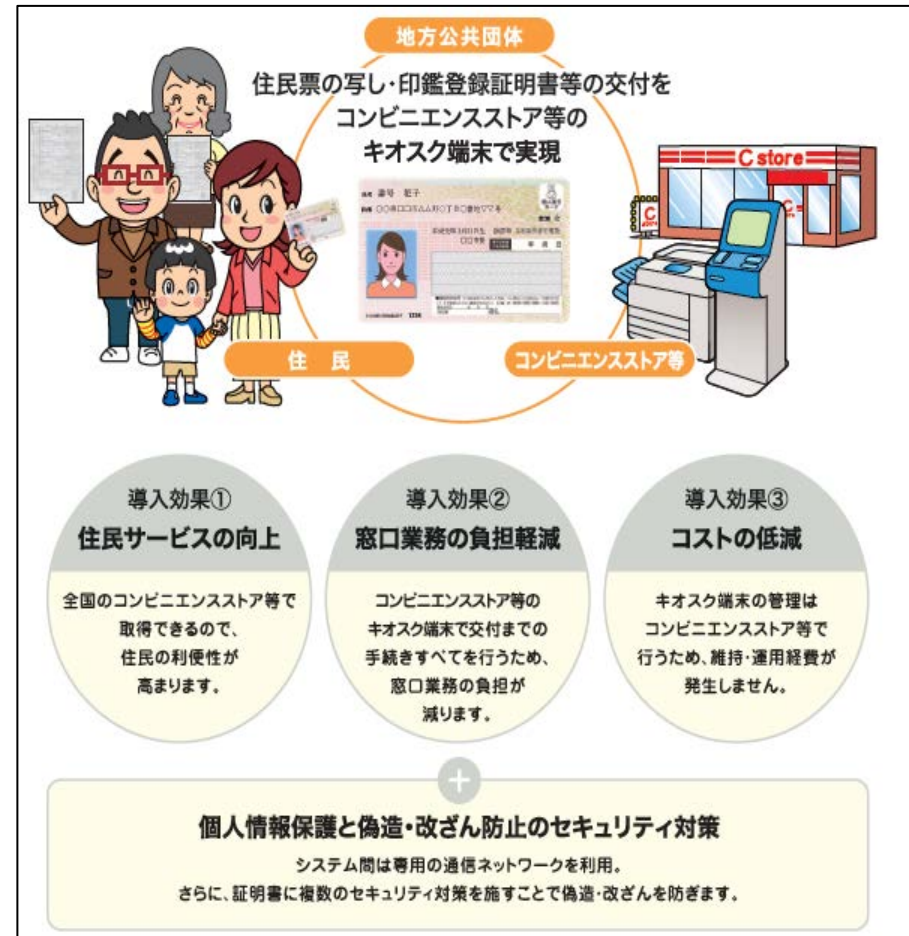 地方公共団体
住民票の写し・印鑑登録証明書等の交付を
コンビニエンスストア等の
キオスク端末で実現
C store
C
store
氏名 番号 花子
1234
住 民
コンビニエンスストア等
導入効果①
住民サービスの向上
全国のコンビニエンスストア等で
取得できるので、
住民の利便性が
高まります。
導入効果②
窓口業務の負担軽減
コンビニエンスストア等の
キオスク端末で交付までの
手続きすべてを行うため、
窓口業務の負担が
減ります。
導入効果③
コストの低減
キオスク端末の管理は
コンビニエンスストア等で
行うため、維持・運用経費が
発生しません。
+
個人情報保護と偽造・改ざん防止のセキュリティ対策
システム間は専用の通信ネットワークを利用。
さらに、証明書に複数のセキュリティ対策を施すことで偽造・改ざんを防ぎます。